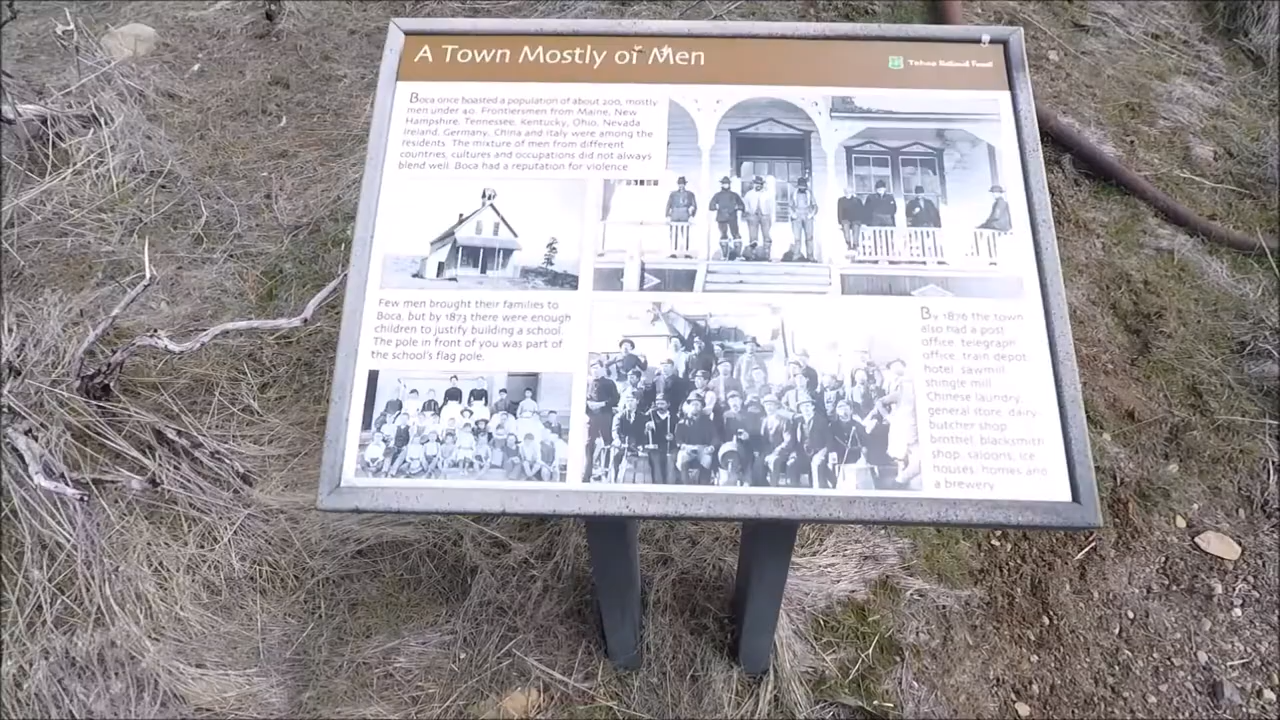 A Town Mostly of Men
Tahoe National Forest
Boca once boasted a population of about 200, mostly
men under 40. Frontiersmen from Maine, New
Hampshire, Tennessee, Kentucky, Ohio, Nevada
Ireland, Germany, China and Italy were among the
residents. The mixture of men from different
countries, cultures and occupations did not always
blend well. Boca had a reputation for violence
Few men brought their families to
Boca, but by 1873 there were enough
children to justify building a school.
The pole in front of you was part of
the school's flag pole.
By 1876 the town
also had a post
office, telegraph
office, train depot
hotel, sawmill
shingle mill
Chinese laundry,
general store, dairy
butcher shop
brothel, blacksmith
shop, saloons, ice
houses, homes and
a brewery